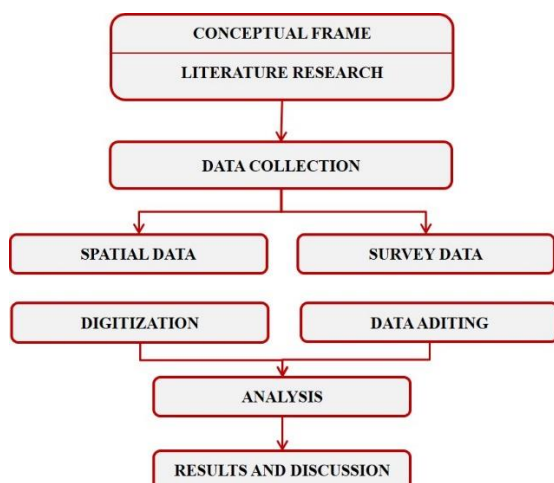 CONCEPTUAL FRAME
LITERATURE RESEARCH
DATA COLLECTION
SPATIAL DATA
SURVEY DATA
DIGITIZATION
DATA ADITING
ANALYSIS
RESULTS AND DISCUSSION